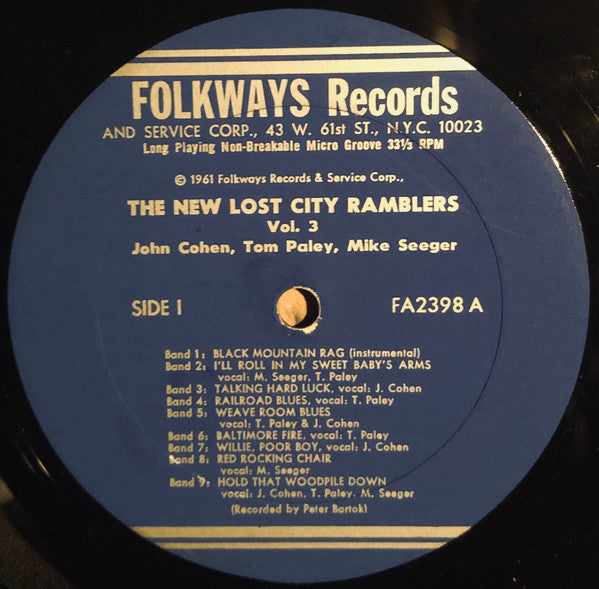 FOLKWAYS Records
AND SERVICE CORP., 43 W. 61st ST., N.Y.C. 10023
Long Playing Non-Breakable Micro Groove 33⅓ RPM
© 1961 Folkways Records & Service Corp.,
THE NEW LOST CITY RAMBLERS
Vol. 3
John Cohen, Tom Paley, Mike Seeger
SIDE I
FA2398 A
Band 1: BLACK MOUNTAIN RAG (instrumental)
Band 2: I'LL ROLL IN MY SWEET BABY'S ARMS
vocal: M. Seeger, T. Paley
Band 3: TALKING HARD LUCK, vocal: J. Cohen
Band 4: RAILROAD BLUES, vocal: T. Paley
Band 5: WEAVE ROOM BLUES
vocal: T. Paley & J. Cohen
Band 6: BALTIMORE FIRE, vocal: T. Paley
Band 7: WILLIE, POOR BOY, vocal: J. Cohen
Band 8: RED ROCKING CHAIR
vocal: M. Seeger
Band 9: HOLD THAT WOODPILE DOWN
vocal: J. Cohen, T. Paley, M. Seeger
(Recorded by Peter Bartok)